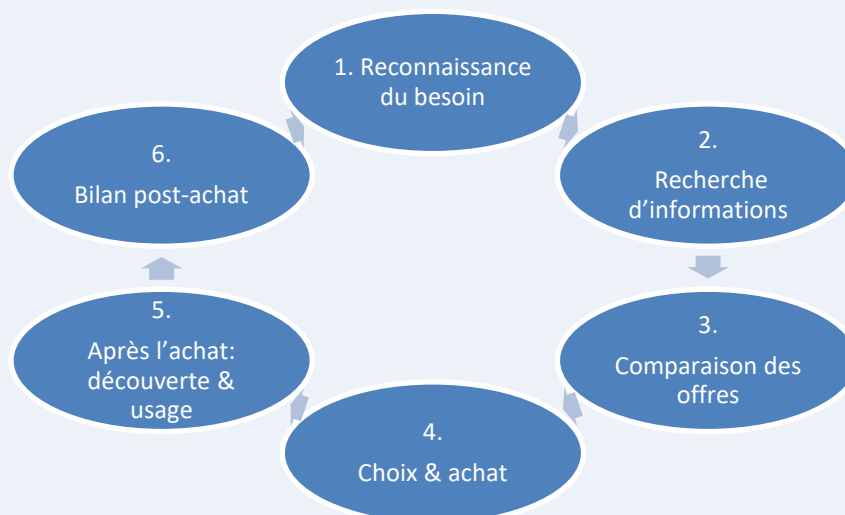 1. Reconnaissance
du besoin
2.
Recherche
d’informations
3.
Comparaison des
offres
4.
Choix & achat
5.
Après l’achat:
découverte &
usage
6.
Bilan post-achat